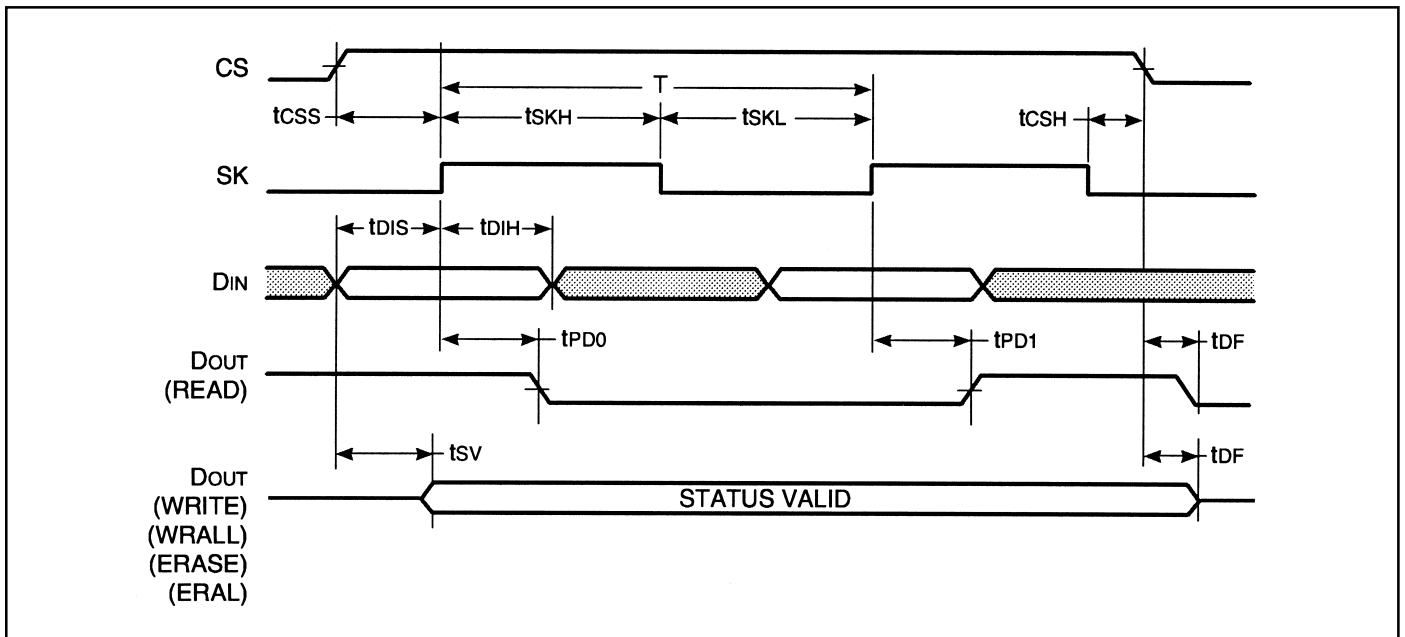 CS
T
tCSS
tSKH
tSKL
tCSH
SK
tDIS
tDIH
DIN
tPD0
tPD1
tDF
DOUT
(READ)
tSV
tDF
DOUT
(WRITE)
(WRALL)
(ERASE)
(ERAL)
STATUS VALID